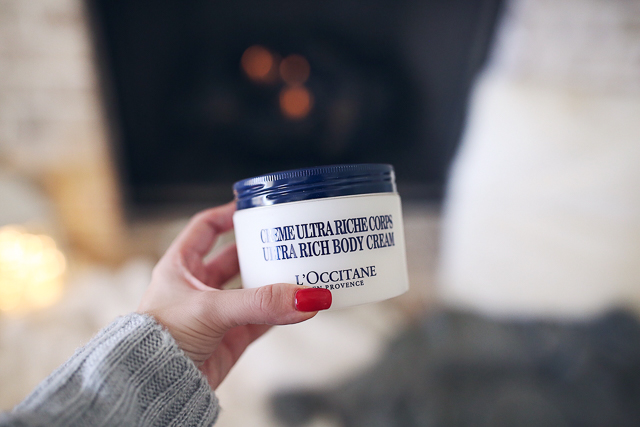 CRÈME ULTRA RICHE CORPS
ULTRA RICH BODY CREAM
L'OCCITANE
EN PROVENCE